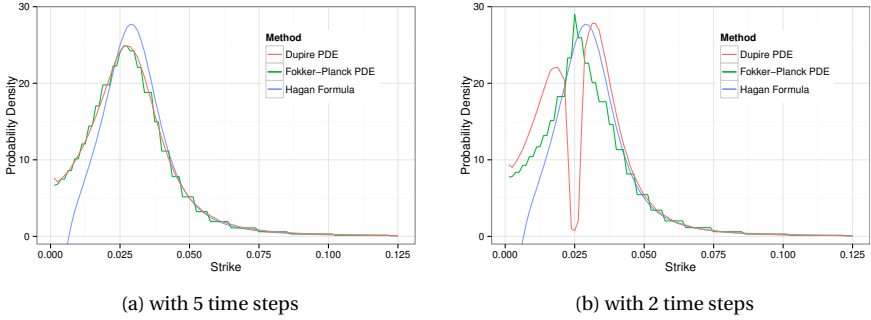 30
20
10
0
Probability Density
Method
Dupire PDE
Fokker−Planck PDE
Hagan Formula
0.000
0.025
0.050
0.075
0.100
0.125
Strike
(a) with 5 time steps
30
20
10
0
Probability Density
Method
Dupire PDE
Fokker−Planck PDE
Hagan Formula
0.000
0.025
0.050
0.075
0.100
0.125
Strike
(b) with 2 time steps